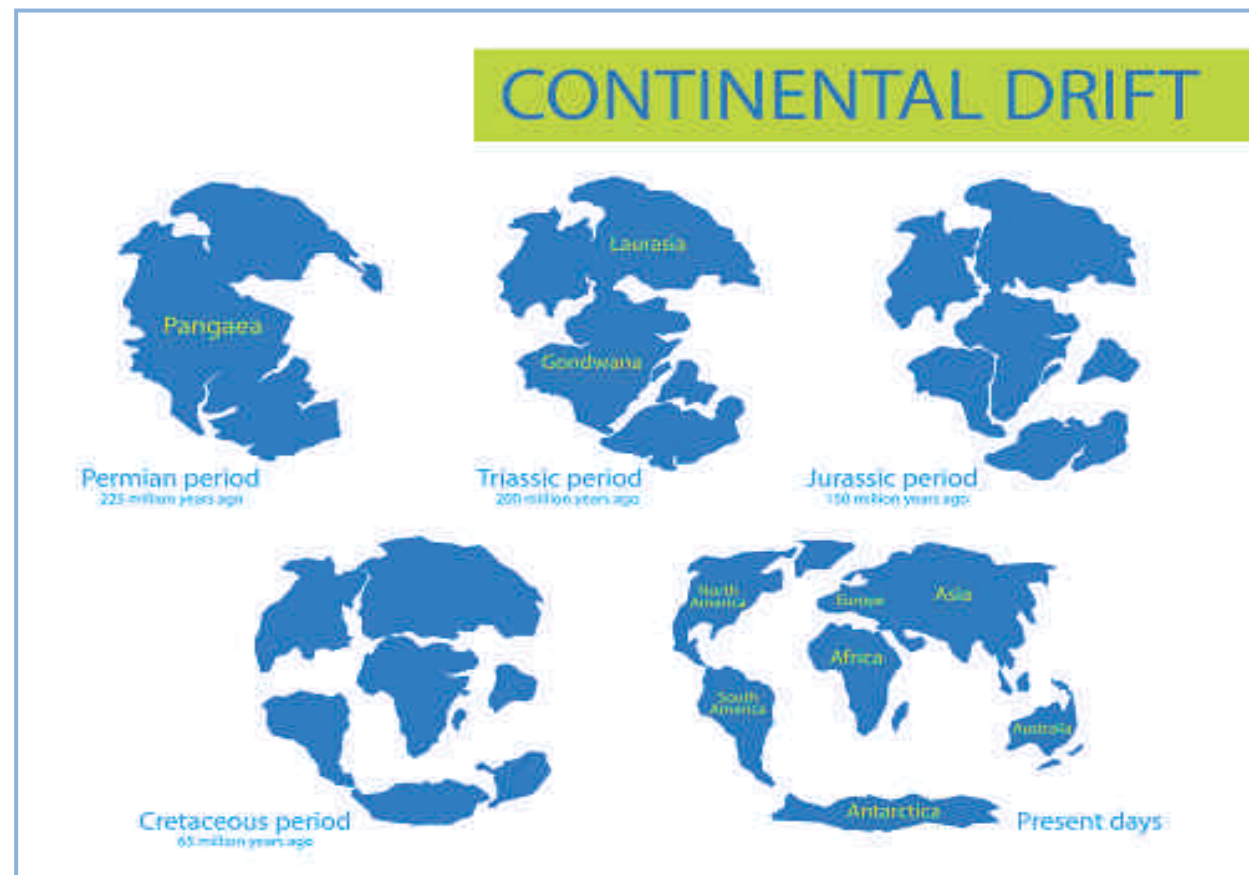 CONTINENTAL DRIFT
Pangaea
Permian period
225 million years ago
Laurasia
Gondwana
Triassic period
200 million years ago
Jurassic period
150 million years ago
Cretaceous period
65 million years ago
North
America
Europe
Asia
Africa
South
America
Australia
Antarctica
Present days